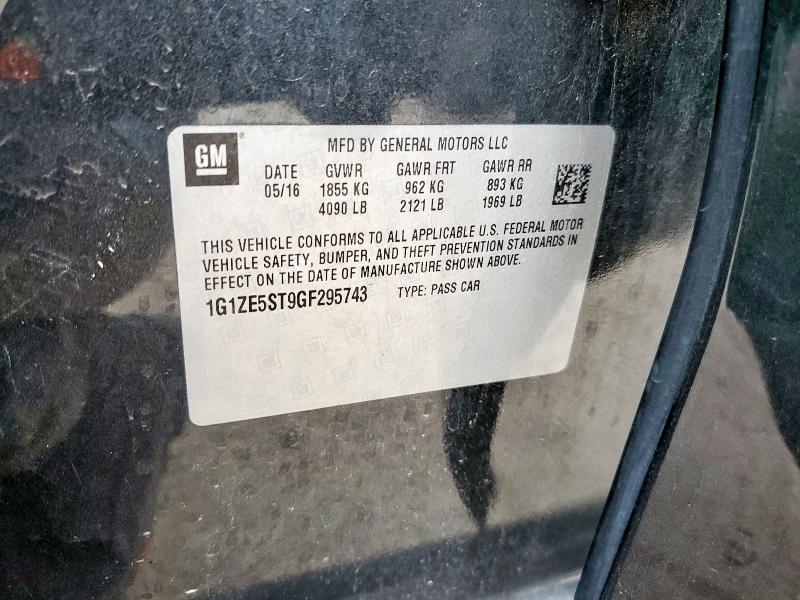 GM
MFD BY GENERAL MOTORS LLC
DATE GVWR GAWR FRT GAWR RR
05/16 1855 KG 962 KG 893 KG
4090 LB 2121 LB 1969 LB
THIS VEHICLE CONFORMS TO ALL APPLICABLE U.S. FEDERAL MOTOR
VEHICLE SAFETY, BUMPER, AND THEFT PREVENTION STANDARDS IN
EFFECT ON THE DATE OF MANUFACTURE SHOWN ABOVE.
1G1ZE5ST9GF295743 TYPE: PASS CAR